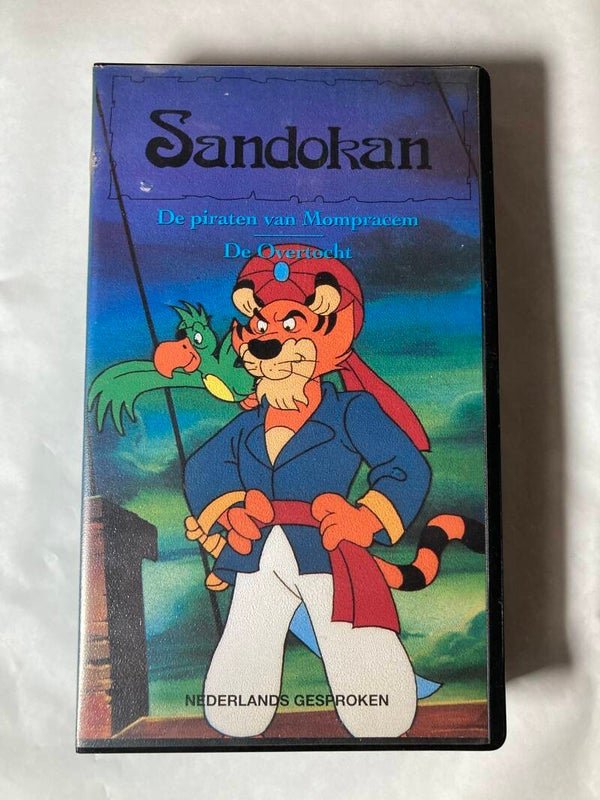 Sandokan
De piraten van Mompracem
De Overtocht
NEDERLANDS GESPROKEN